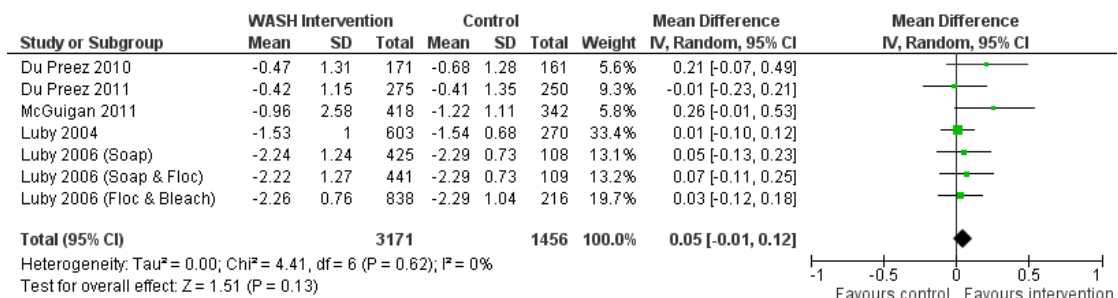 WASH Intervention Control Mean Difference Mean Difference
Study or Subgroup Mean SD Total Mean SD Total Weight IV, Random, 95% CI IV, Random, 95% CI
Du Preez 2010 -0.47 1.31 171 -0.68 1.28 161 5.6% 0.21 [-0.07, 0.49]
Du Preez 2011 -0.42 1.15 275 -0.41 1.35 250 9.3% -0.01 [-0.23, 0.21]
McGuigan 2011 -0.96 2.58 418 -1.22 1.11 342 5.8% 0.26 [-0.01, 0.53]
Luby 2004 -1.53 1 603 -1.54 0.68 270 33.4% 0.01 [-0.10, 0.12]
Luby 2006 (Soap) -2.24 1.24 425 -2.29 0.73 108 13.1% 0.05 [-0.13, 0.23]
Luby 2006 (Soap & Floc) -2.22 1.27 441 -2.29 0.73 109 13.2% 0.07 [-0.11, 0.25]
Luby 2006 (Floc & Bleach) -2.26 0.76 838 -2.29 1.04 216 19.7% 0.03 [-0.12, 0.18]
Total (95% CI) 3171 1456 100.0% 0.05 [-0.01, 0.12]
Heterogeneity: Tau² = 0.00; Chi² = 4.41, df = 6 (P = 0.62); I² = 0%
Test for overall effect: Z = 1.51 (P = 0.13)
-1 -0.5 0 0.5 1
Favours control Favours intervention